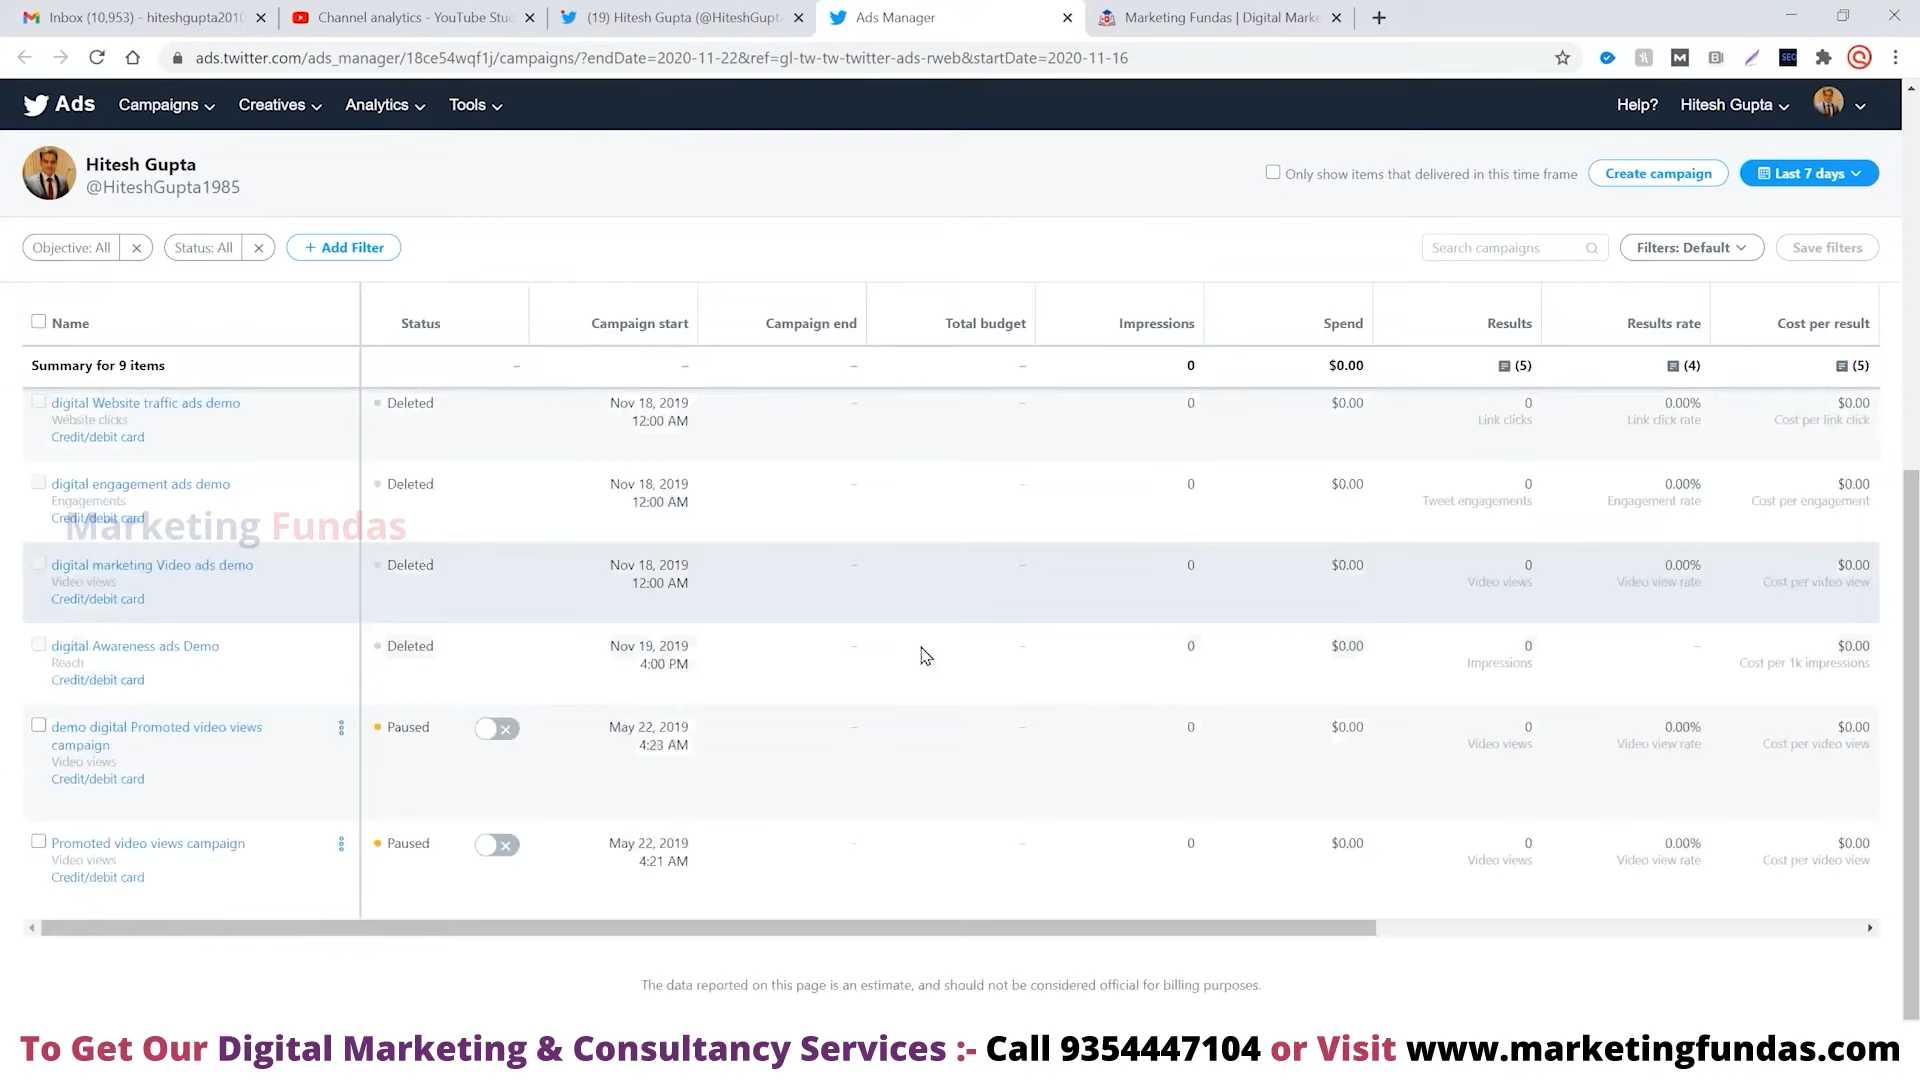 Inbox (10,953) - hiteshgupta2010
Channel analytics - YouTube Stu
(19) Hitesh Gupta (@HiteshGupt
Ads Manager
Marketing Fundas | Digital Marke
ads.twitter.com/ads_manager/18ce54wqf1j/campaigns/?endDate=2020-11-22&ref=gl-tw-tw-twitter-ads-rweb&startDate=2020-11-16
Ads
Campaigns
Creatives
Analytics
Tools
Help?
Hitesh Gupta
Hitesh Gupta
@HiteshGupta1985
Only show items that delivered in this time frame
Create campaign
Last 7 days
Objective: All
Status: All
+ Add Filter
Search campaigns
Filters: Default
Save filters
Name Status Campaign start Campaign end Total budget Impressions Spend Results Results rate Cost per result
Summary for 9 items – – – – 0 $0.00 (5) (4) (5)
digital Website traffic ads demo Deleted Nov 18, 2019 – – 0 $0.00 0 0.00% $0.00
Website clicks 12:00 AM Link clicks Link click rate Cost per link click
Credit/debit card
digital engagement ads demo Deleted Nov 18, 2019 – – 0 $0.00 0 0.00% $0.00
Engagements 12:00 AM Tweet engagements Engagement rate Cost per engagement
Credit/debit card
Marketing Fundas
digital marketing Video ads demo Deleted Nov 18, 2019 – – 0 $0.00 0 0.00% $0.00
Video views 12:00 AM Video views Video view rate Cost per video view
Credit/debit card
digital Awareness ads Demo Deleted Nov 19, 2019 – – 0 $0.00 0 – $0.00
Reach 4:00 PM Impressions Cost per 1k impressions
Credit/debit card
demo digital Promoted video views Paused May 22, 2019 – – 0 $0.00 0 0.00% $0.00
campaign 4:23 AM Video views Video view rate Cost per video view
Video views
Credit/debit card
Promoted video views campaign Paused May 22, 2019 – – 0 $0.00 0 0.00% $0.00
Video views 4:21 AM Video views Video view rate Cost per video view
Credit/debit card
The data reported on this page is an estimate, and should not be considered official for billing purposes.
To Get Our Digital Marketing & Consultancy Services :- Call 9354447104 or Visit www.marketingfundas.com